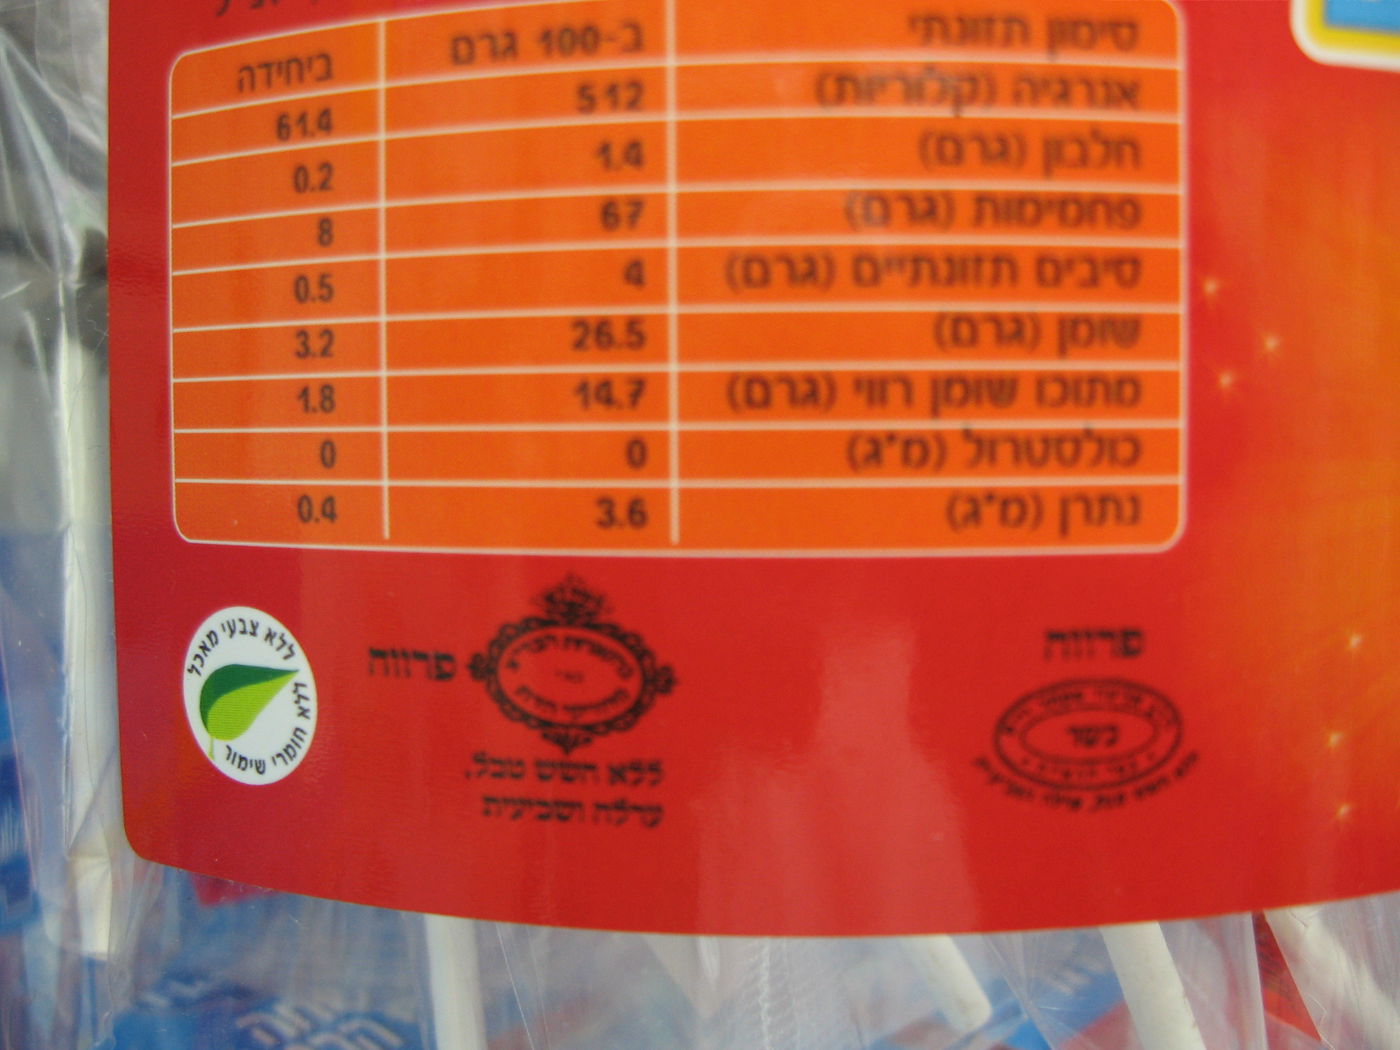 סימון תזונתי ב-100 גרם ביחידה
אנרגיה (קלוריות) 512 61.4
חלבון (גרם) 1.4 0.2
פחמימות (גרם) 67 8
סיבים תזונתיים (גרם) 4 0.5
שומן (גרם) 26.5 3.2
מתוכו שומן רווי (גרם) 14.7 1.8
כולסטרול (מ"ג) 0 0
נתרן (מ"ג) 3.6 0.4
פרווה
כשר
פרווה
ללא חשש טבל,
ערלה ושביעית
ללא צבעי מאכל
ללא חומרי שימור